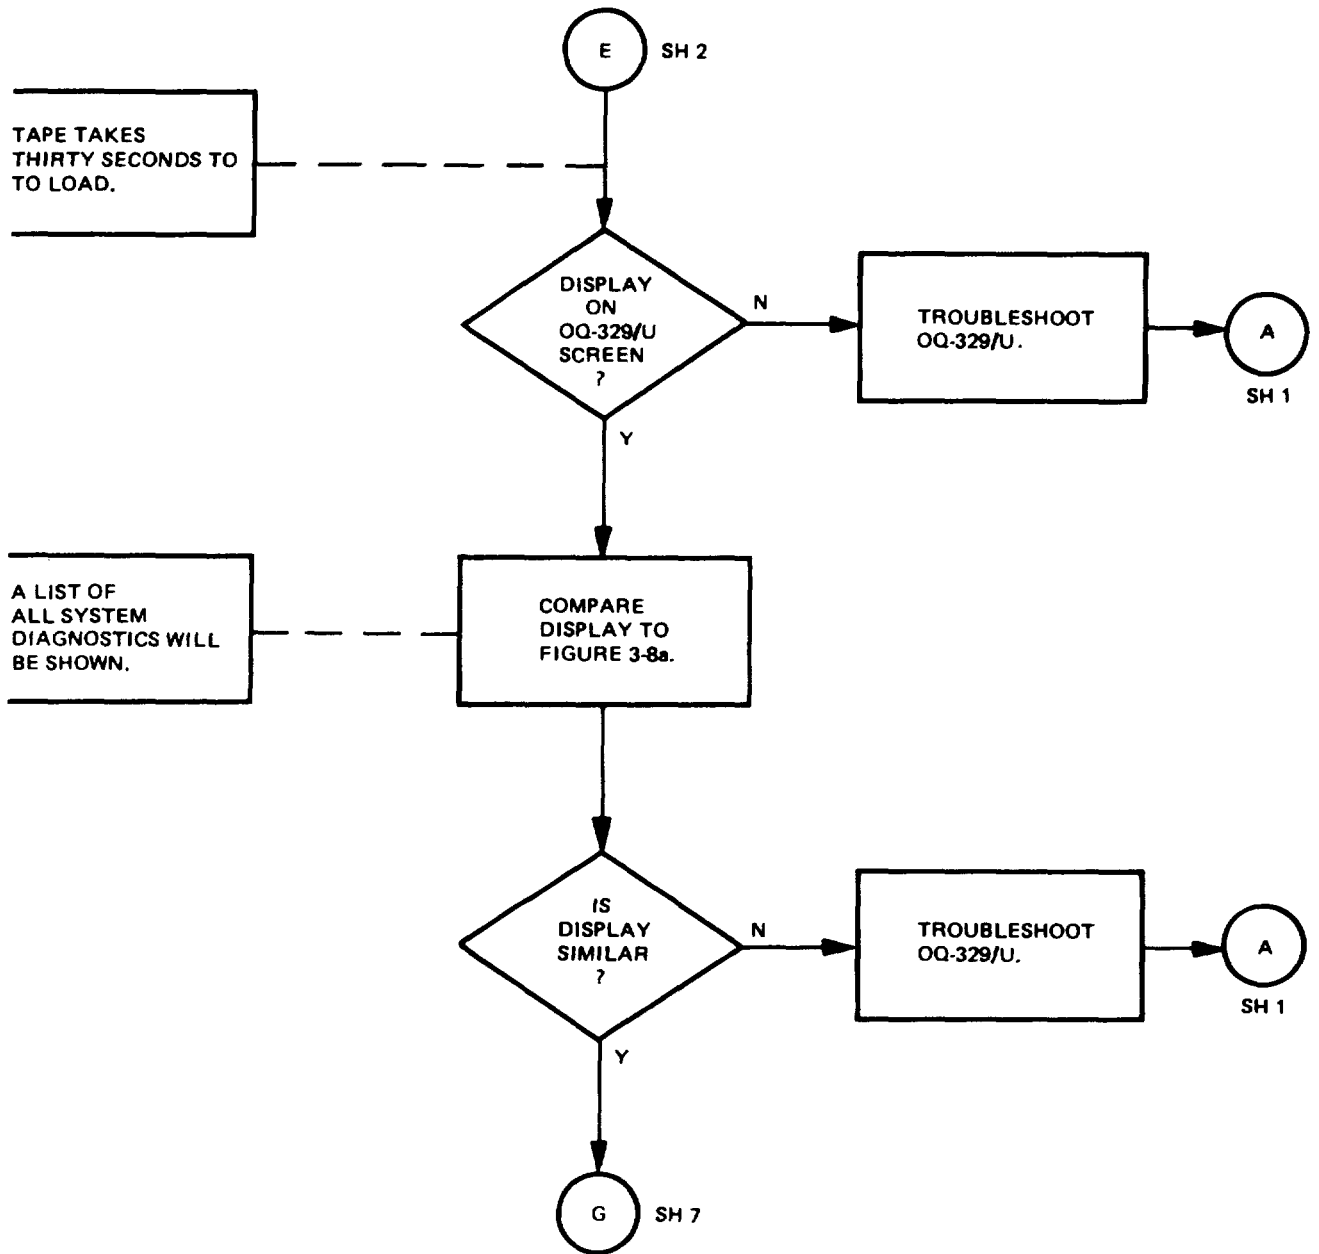 E SH 2
TAPE TAKES
THIRTY SECONDS TO
TO LOAD.
DISPLAY
ON
OQ-329/U
SCREEN
?
N
TROUBLESHOOT
OQ-329/U.
A
SH 1
Y
A LIST OF
ALL SYSTEM
DIAGNOSTICS WILL
BE SHOWN.
COMPARE
DISPLAY TO
FIGURE 3-8a.
IS
DISPLAY
SIMILAR
?
N
TROUBLESHOOT
OQ-329/U.
A
SH 1
Y
G SH 7